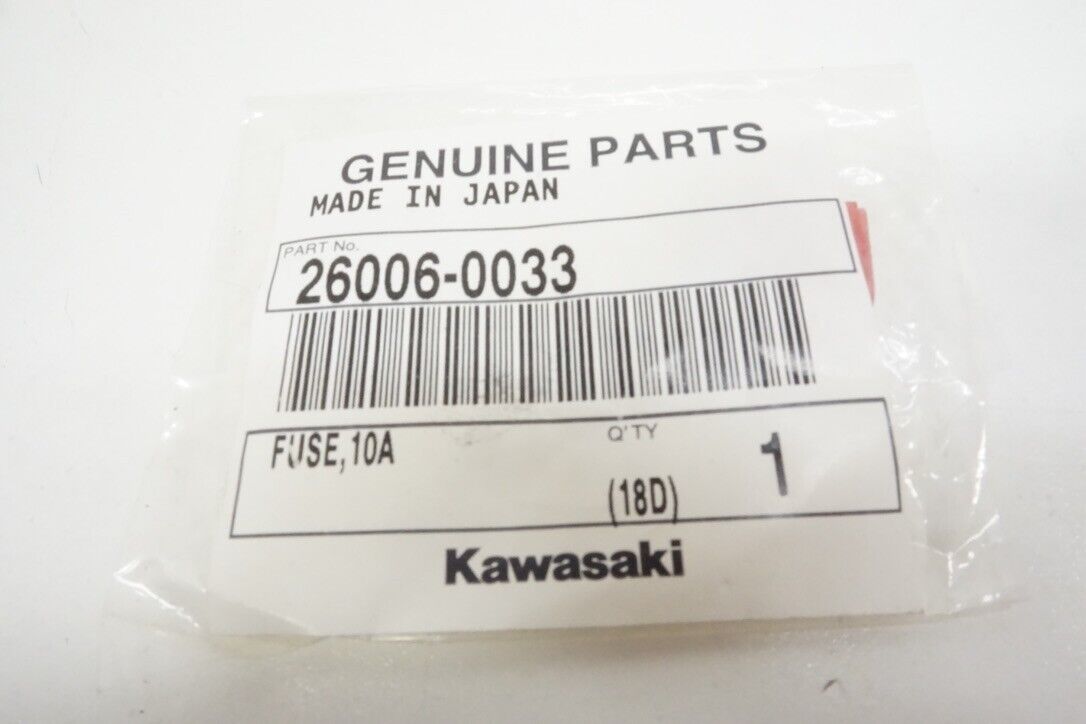 GENUINE PARTS
MADE IN JAPAN
PART No.
26006-0033
FUSE,10A
Q'TY
1
(18D)
Kawasaki